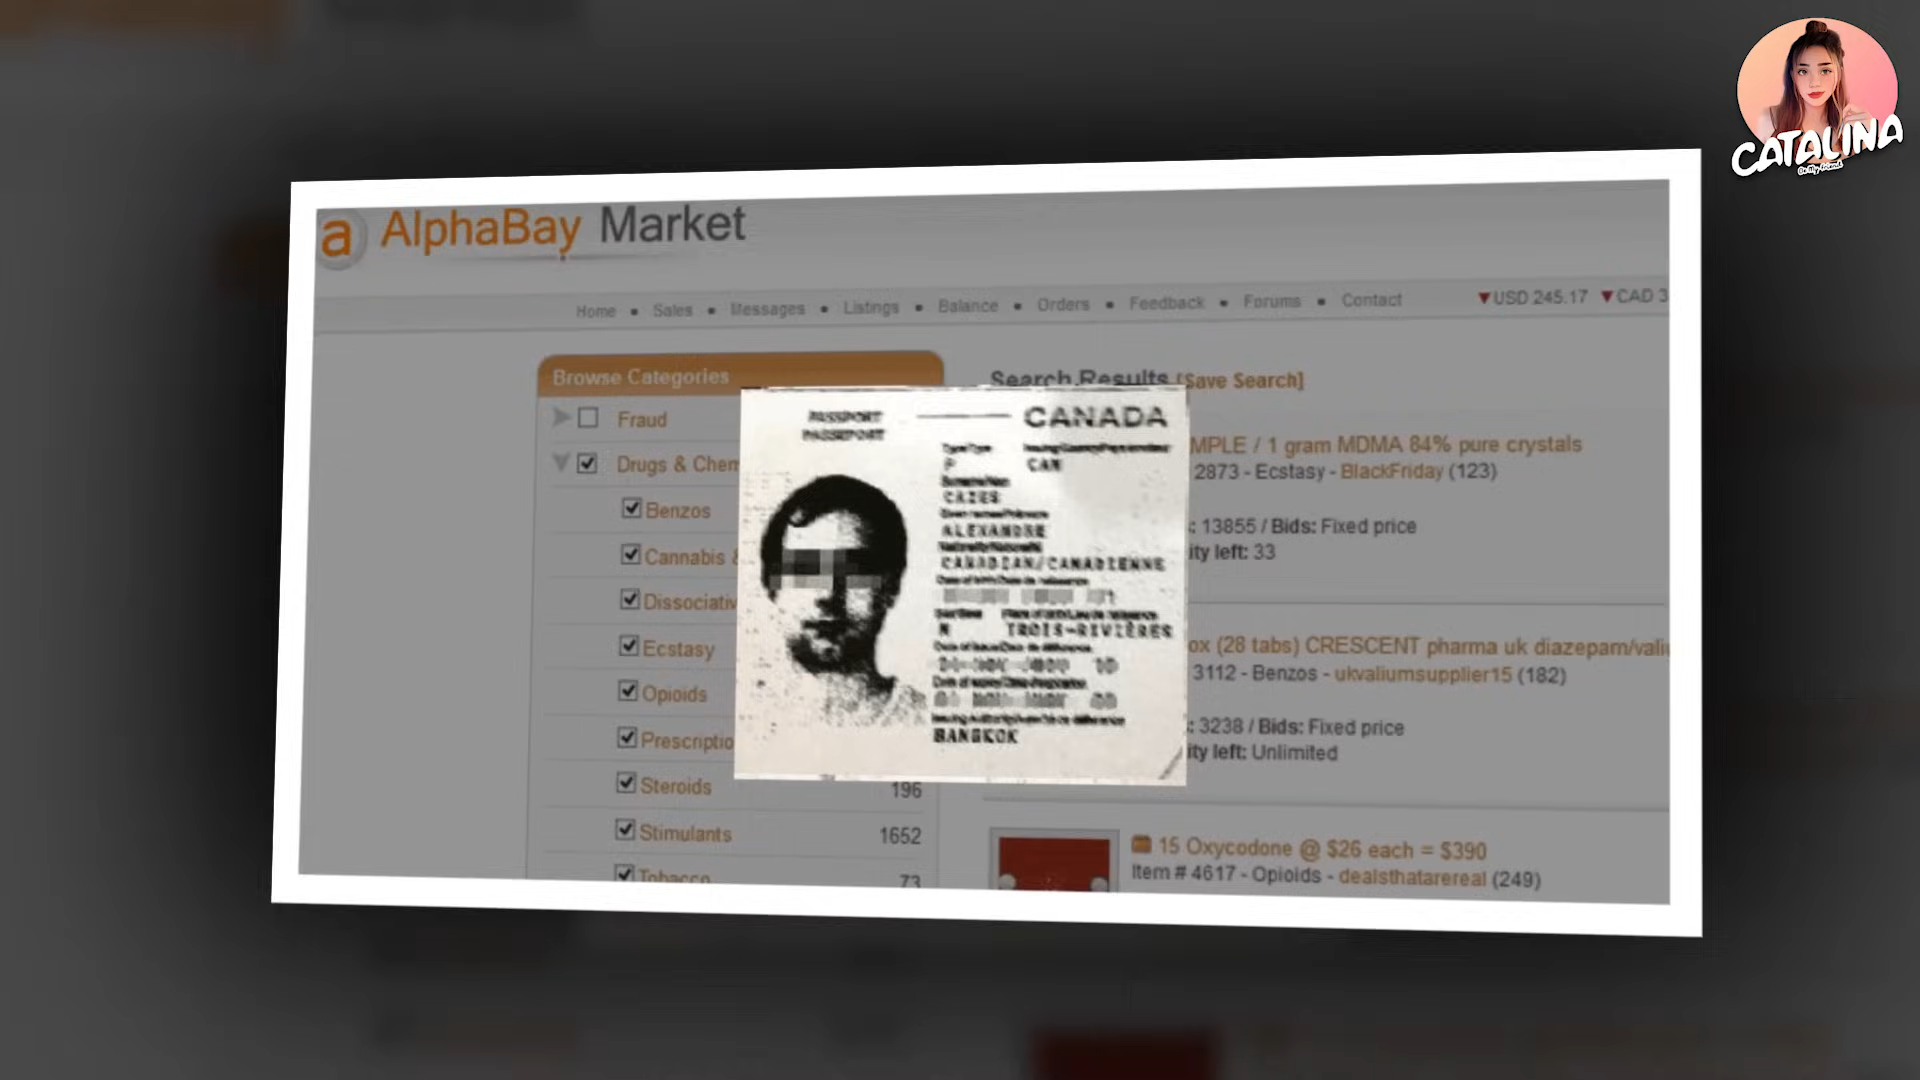 CATALINA
a AlphaBay Market
Home • Sales • Messages • Listings • Balance • Orders • Feedback • Forums • Contact ▼USD 245.17 ▼CAD 3
Browse Categories
Fraud
Drugs & Chem
Benzos
Cannabis &
Dissociativ
Ecstasy
Opioids
Prescriptio
Steroids 196
Stimulants 1652
Tobacco 73
Search Results [Save Search]
MPLE / 1 gram MDMA 84% pure crystals
2873 - Ecstasy - BlackFriday (123)
: 13855 / Bids: Fixed price
ity left: 33
ox (28 tabs) CRESCENT pharma uk diazepam/valiu
3112 - Benzos - ukvaliumsupplier15 (182)
: 3238 / Bids: Fixed price
ity left: Unlimited
15 Oxycodone @ $26 each = $390
Item # 4617 - Opioids - dealsthatarereal (249)
PASSPORT
PASSEPORT
CANADA
P CAN
CAZES
ALEXANDRE
CANADIAN/CANADIENNE
M TROIS-RIVIÈRES
BANGKOK